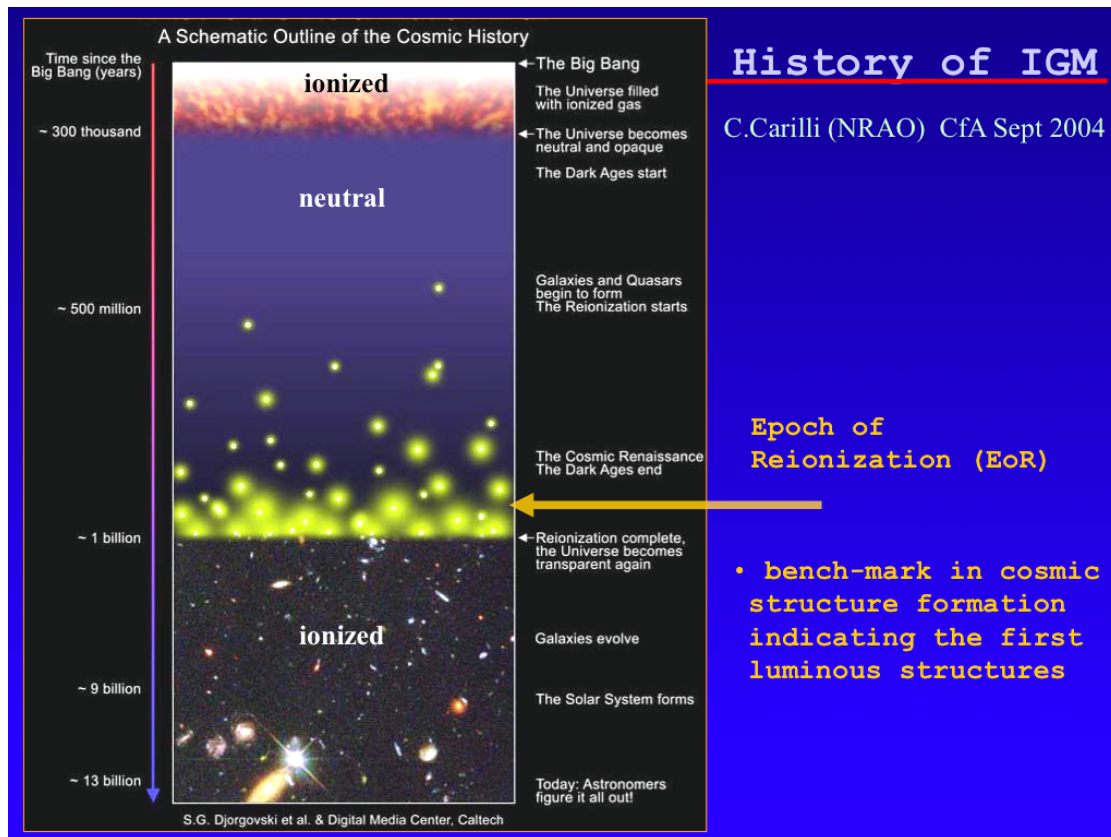 A Schematic Outline of the Cosmic History
Time since the
Big Bang (years)
ionized
The Big Bang
The Universe filled
with ionized gas
~ 300 thousand
The Universe becomes
neutral and opaque
The Dark Ages start
neutral
Galaxies and Quasars
begin to form
The Reionization starts
~ 500 million
The Cosmic Renaissance
The Dark Ages end
~ 1 billion
Reionization complete,
the Universe becomes
transparent again
ionized
Galaxies evolve
~ 9 billion
The Solar System forms
~ 13 billion
Today: Astronomers
figure it all out!
S.G. Djorgovski et al. & Digital Media Center, Caltech
History of IGM
C.Carilli (NRAO) CfA Sept 2004
Epoch of
Reionization (EoR)
• bench-mark in cosmic
structure formation
indicating the first
luminous structures